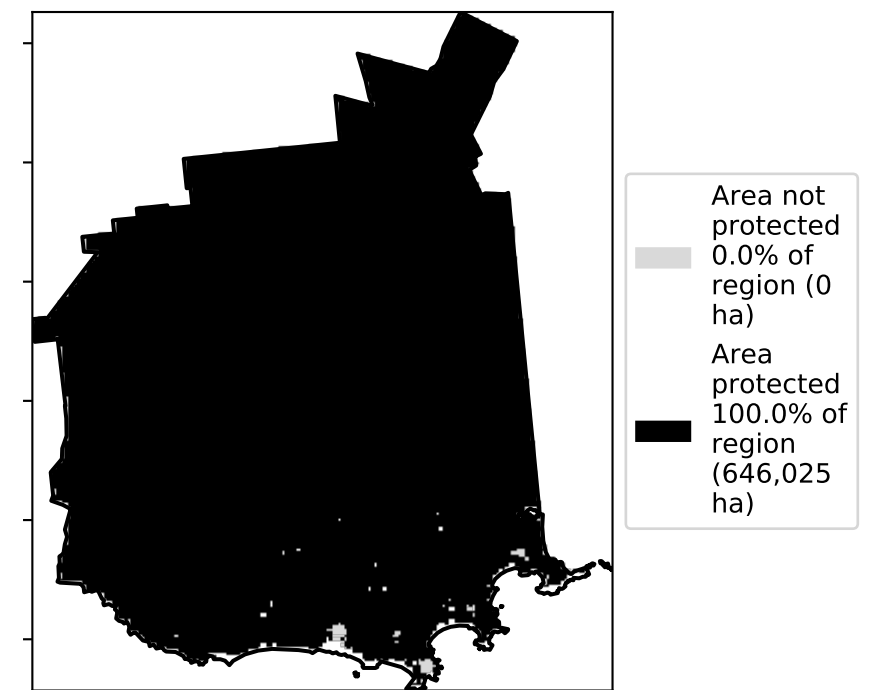 Area not
protected
0.0% of
region (0
ha)
Area
protected
100.0% of
region
(646,025
ha)